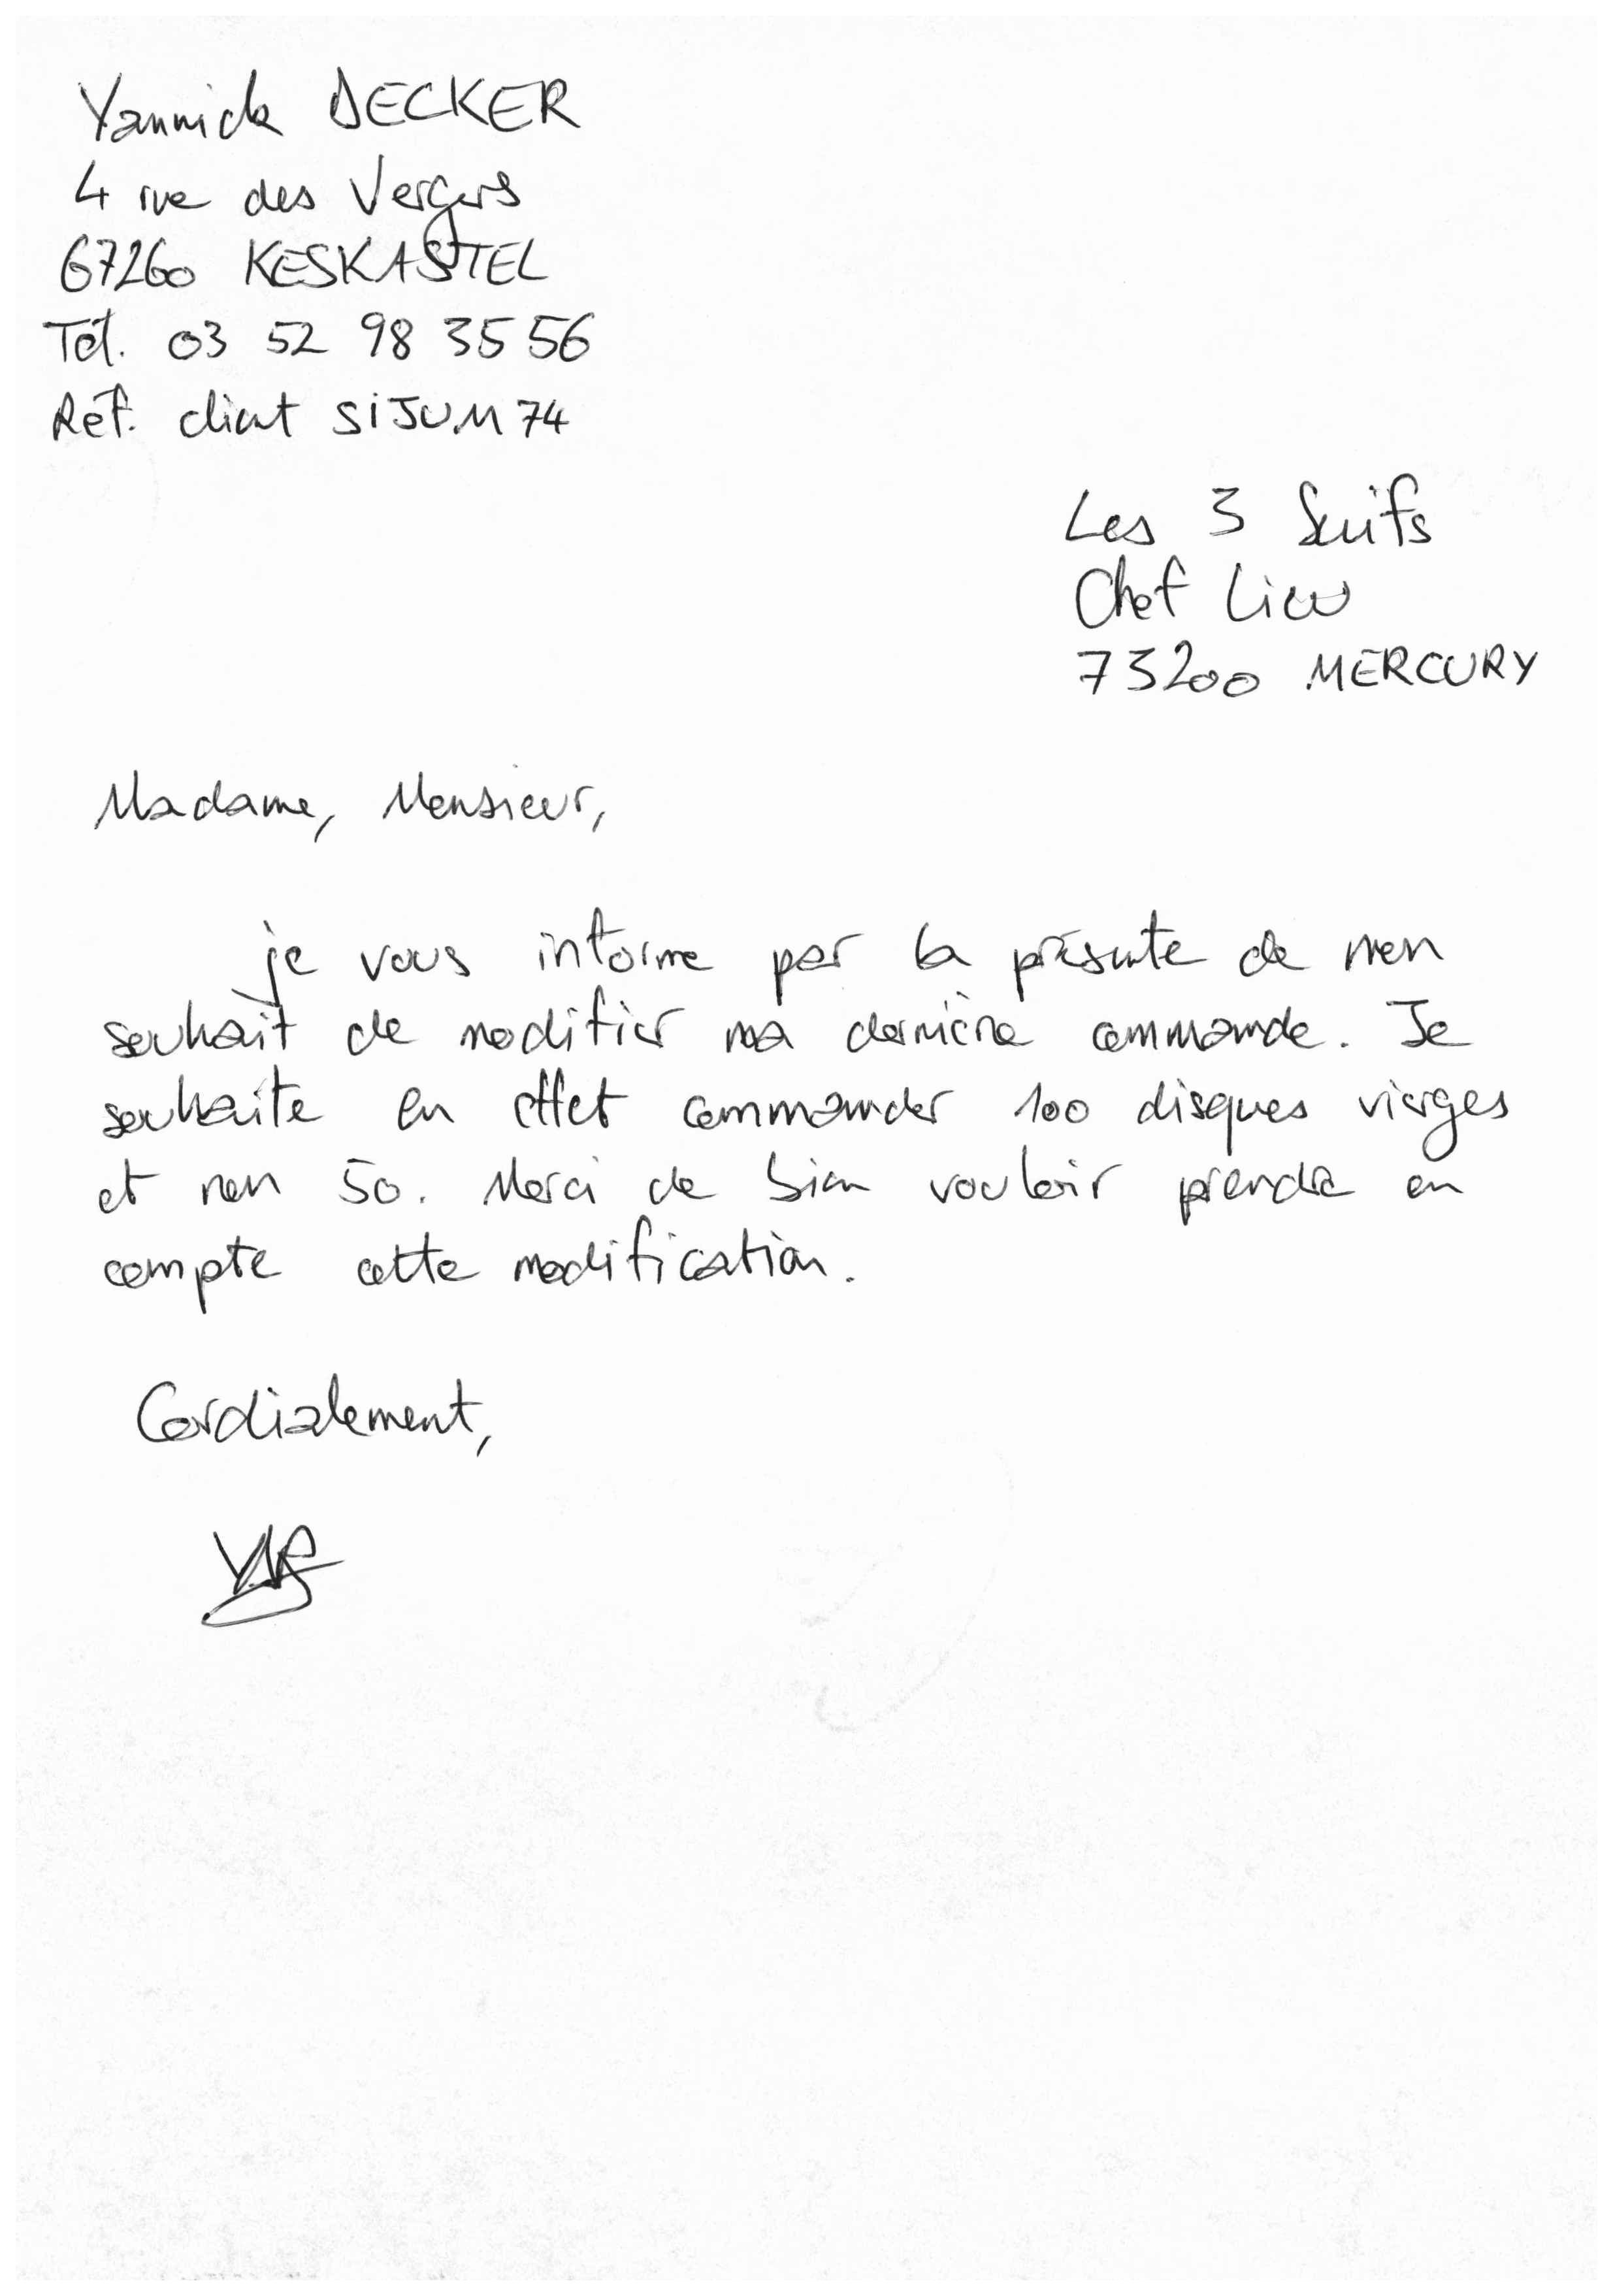 Yannick DECKER
4 rue des Vergers
67260 KESKASTEL
Tél. 03 52 98 35 56
Réf. client SIJUM74
Les 3 Suifs
Chef Lieu
73200 MERCURY
Madame, Monsieur,
je vous informe par la présente de mon
souhait de modifier ma dernière commande. Je
souhaite en effet commander 100 disques vierges
et non 50. Merci de bien vouloir prendre en
compte cette modification.
Cordialement,